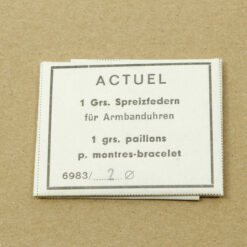 ACTUEL
1 Grs. Spreizfedern
für Armbanduhren
1 grs. paillons
p. montres-bracelet
6983/ 2 Ø